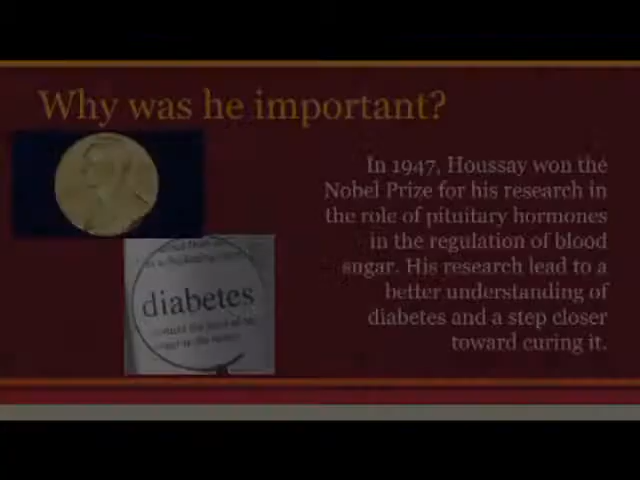 Why was he important?
In 1947, Houssay won the
Nobel Prize for his research in
the role of pituitary hormones
in the regulation of blood
sugar. His research lead to a
better understanding of
diabetes and a step closer
toward curing it.
diabetes